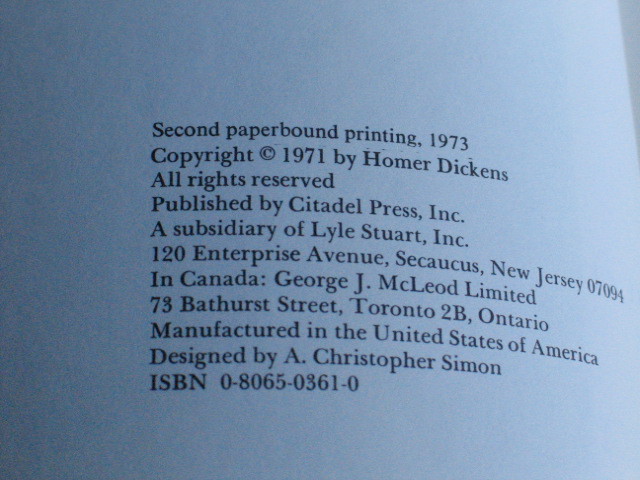 Second paperbound printing, 1973
Copyright © 1971 by Homer Dickens
All rights reserved
Published by Citadel Press, Inc.
A subsidiary of Lyle Stuart, Inc.
120 Enterprise Avenue, Secaucus, New Jersey 07094
In Canada: George J. McLeod Limited
73 Bathurst Street, Toronto 2B, Ontario
Manufactured in the United States of America
Designed by A. Christopher Simon
ISBN 0-8065-0361-0